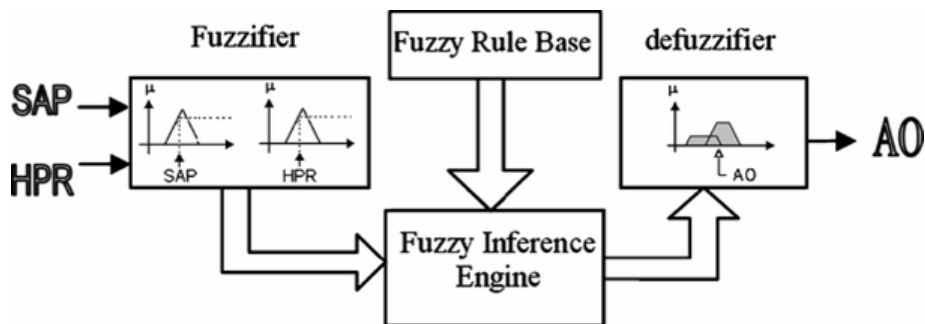 Fuzzifier
Fuzzy Rule Base
defuzzifier
SAP
HPR
μ
μ
SAP
HPR
μ
AO
AO
Fuzzy Inference
Engine